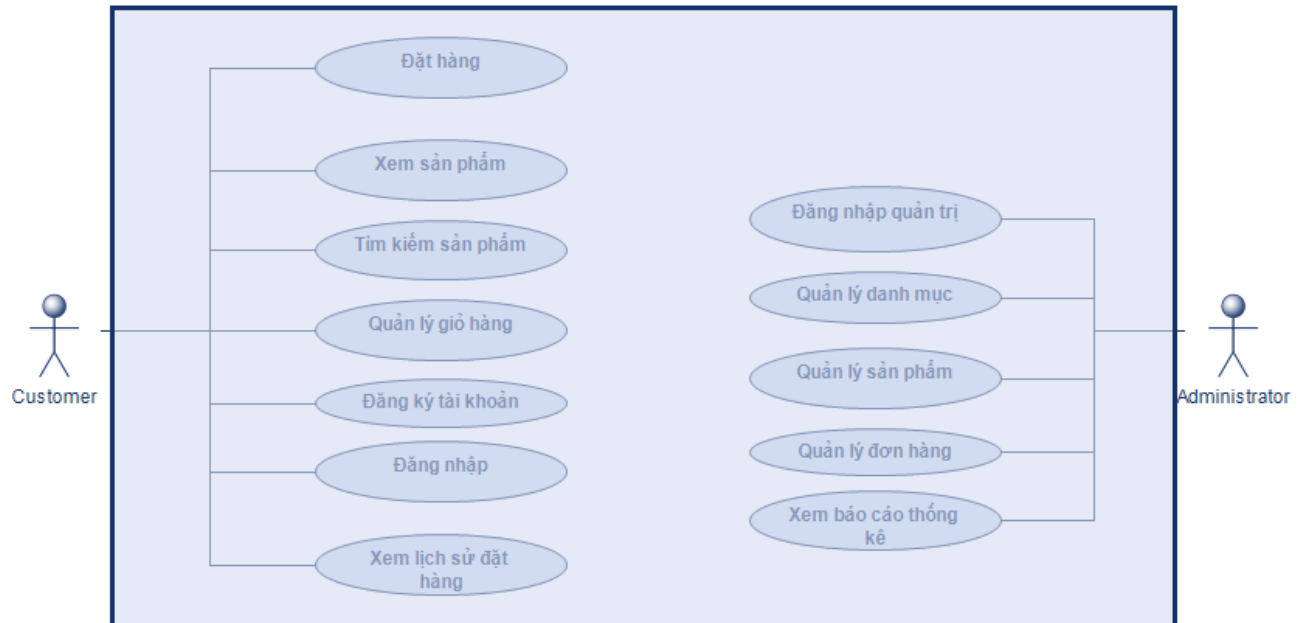 Đặt hàng
Xem sản phẩm
Tìm kiếm sản phẩm
Quản lý giỏ hàng
Đăng ký tài khoản
Đăng nhập
Xem lịch sử đặt
hàng
Customer
Đăng nhập quản trị
Quản lý danh mục
Quản lý sản phẩm
Quản lý đơn hàng
Xem báo cáo thống
kê
Administrator